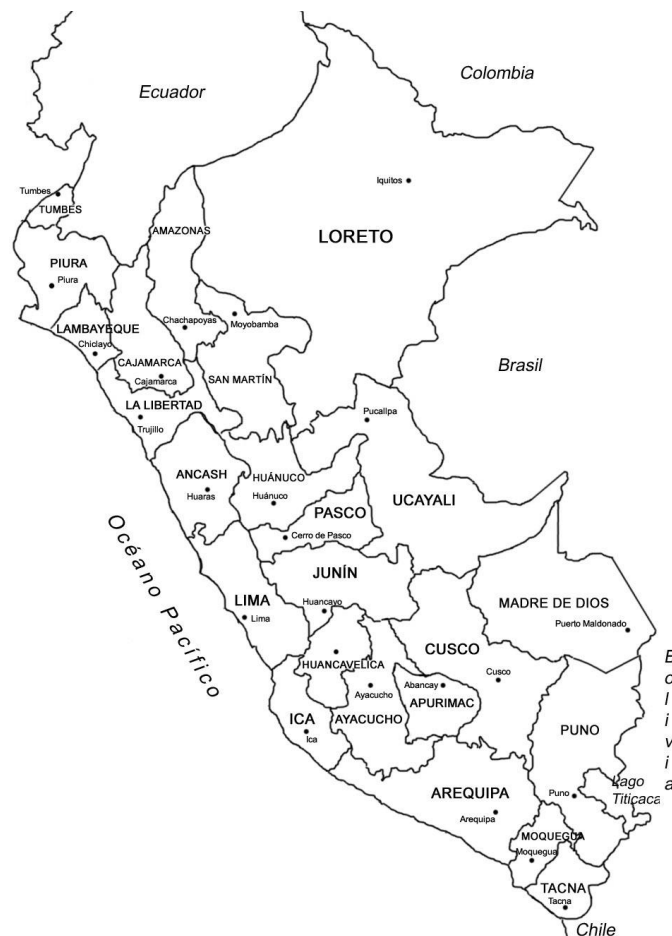 Colombia
Ecuador
Iquitos
Tumbes
TUMBES
AMAZONAS
LORETO
PIURA
Piura
Chachapoyas
Moyobamba
LAMBAYEQUE
Chiclayo
CAJAMARCA
Cajamarca
SAN MARTÍN
Brasil
LA LIBERTAD
Trujillo
Pucallpa
ANCASH
Huaras
HUÁNUCO
Huánuco
UCAYALI
PASCO
Cerro de Pasco
Océano Pacífico
JUNÍN
Huancayo
LIMA
Lima
MADRE DE DIOS
Puerto Maldonado
CUSCO
Cusco
HUANCAVELICA
Ayacucho
AYACUCHO
Abancay
APURIMAC
Bolivia
ICA
Ica
PUNO
Puno
Lago
Titicaca
AREQUIPA
Arequipa
MOQUEGUA
Moquegua
TACNA
Tacna
Chile